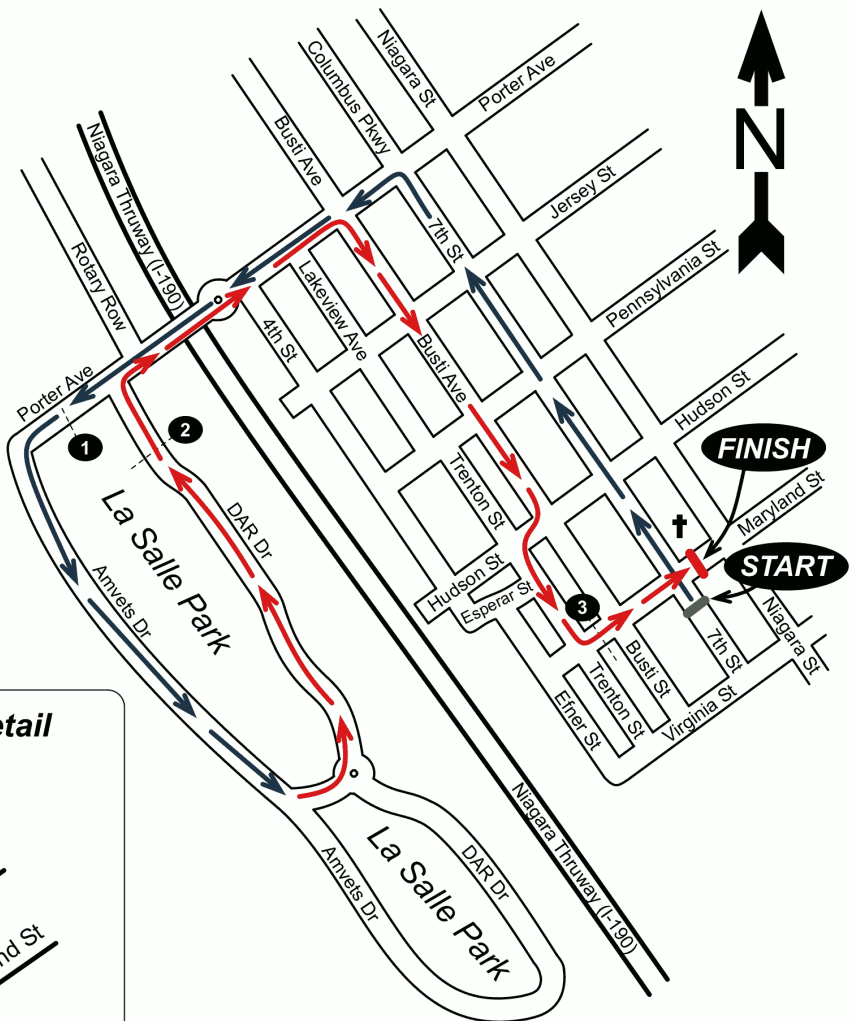 Niagara St
Columbus Pkwy
Porter Ave
Busti Ave
N
Niagara Thruway (I-190)
Jersey St
7th St
Pennsylvania St
Rotary Row
Lakeview Ave
4th St
Busti Ave
Porter Ave
Hudson St
1
2
FINISH
Trenton St
Maryland St
La Salle Park
DAR Dr
START
Hudson St
Esperar St
3
Amvets Dr
Niagara St
7th St
Busti St
Trenton St
Efner St
Virginia St
etail
Niagara Thruway (I-190)
La Salle Park
DAR Dr
Amvets Dr
nd St